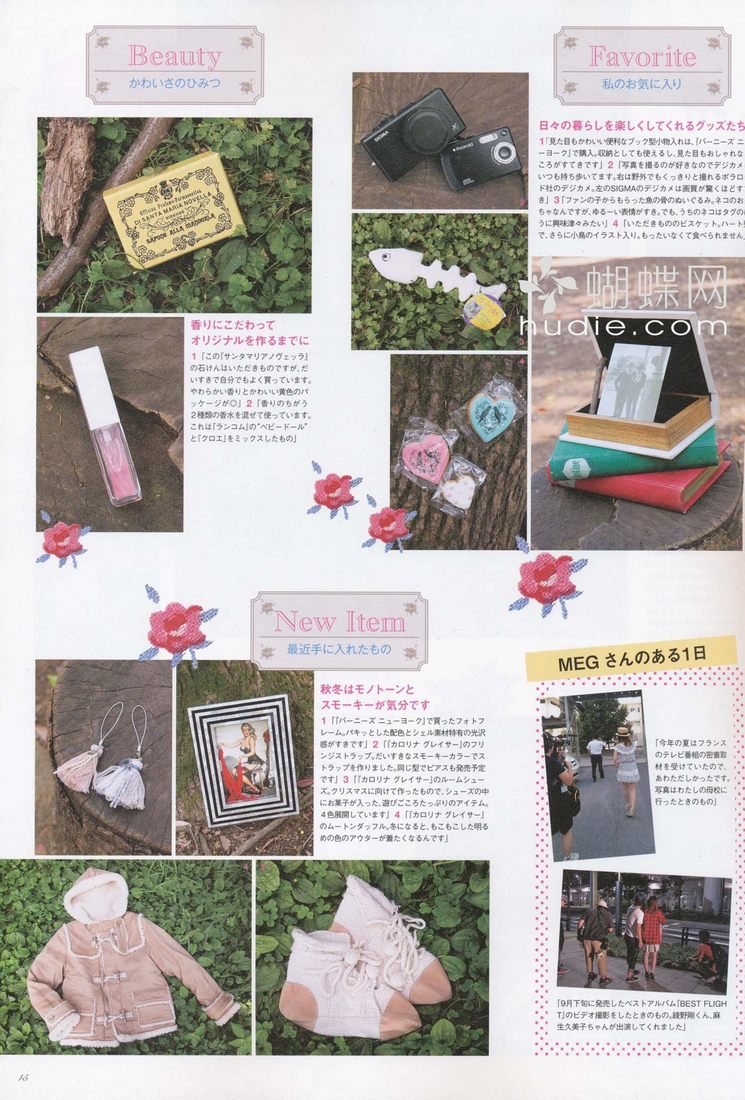 Beauty
かわいさのひみつ
OFFICINA PROFUMO-FARMACEUTICA
DI SANTA MARIA NOVELLA
FIRENZE
SAPONE ALLA MANDORLA
香りにこだわって
オリジナルを作るまでに
1「この『サンタマリアノヴェッラ』
の石けんはいただきものですが、だ
いすきで自分でもよく買っています。
やわらかい香りとかわいい黄色のパ
ッケージが◎」2「香りのちがう
2種類の香水を混ぜて使っています。
これは『ランコム』の"ベビードール"
と『クロエ』をミックスしたもの」
Favorite
私のお気に入り
SIGMA
Polaroid
日々の暮らしを楽しくしてくれるグッズたち
1「見た目もかわいい便利なブック型小物入れは、『バーニーズ ニ
ューヨーク』で購入。収納としても使えるし、見た目もおしゃれな
ころがすてきです」2「写真を撮るのが好きなのでデジカメ
いつも持ち歩いてます。右は野外でもくっきりと撮れるポラロ
ド社のデジカメ。左のSIGMAのデジカメは画質が驚くほどす
き」3「ファンの子からもらった魚の骨のぬいぐるみ。ネコのお
ちゃなんですが、ゆるーい表情がすき。でも、うちのネコはタグの
うに興味津々みたい」4「いただきもののビスケット。ハート
で、さらに小鳥のイラスト入り。もったいなくて食べられません
蝴蝶网
hudie.com
New Item
最近手に入れたもの
秋冬はモノトーンと
スモーキーが気分です
1「『バーニーズ ニューヨーク』で買ったフォトフ
レーム。パキッとした配色とシェル素材特有の光沢
感がすきです」2「『カロリナ グレイサー』のフリ
ンジストラップ。だいすきなスモーキーカラーでス
トラップを作りました。同じ型でピアスも発売予定
です」3「『カロリナ グレイサー』のルームシュー
ズ。クリスマスに向けて作ったもので、シューズの中
にお菓子が入った、遊びごころたっぷりのアイテム。
4色展開しています」4「『カロリナ グレイサー』
のムートンダッフル。冬になると、もこもこした明る
めの色のアウターが着たくなるんです」
MEG さんのある1日
「今年の夏はフランス
のテレビ番組の密着取
材を受けていたので、
あわただしかったです。
写真はわたしの母校に
行ったときのもの」
「9月下旬に発売したベストアルバム『BEST FLIGH
T』のビデオ撮影をしたときのもの。綾野剛くん、麻
生久美子ちゃんが出演してくれました」
15